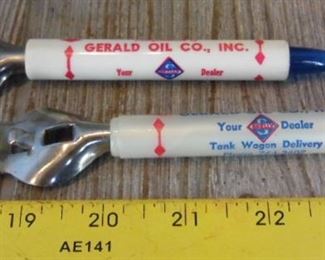 GERALD OIL CO., INC.
Your Dealer
Your Dealer
Tank Wagon Delivery
19 20 21 22
AE141